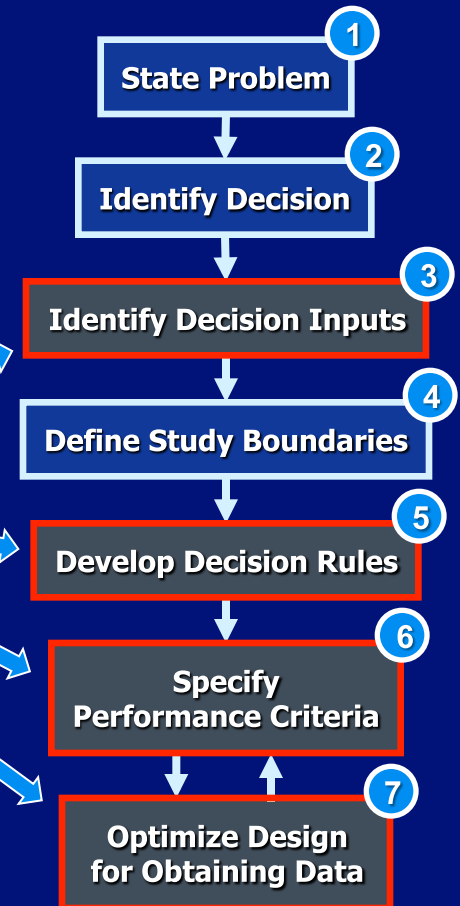 1
State Problem
2
Identify Decision
3
Identify Decision Inputs
4
Define Study Boundaries
5
Develop Decision Rules
6
Specify
Performance Criteria
7
Optimize Design
for Obtaining Data